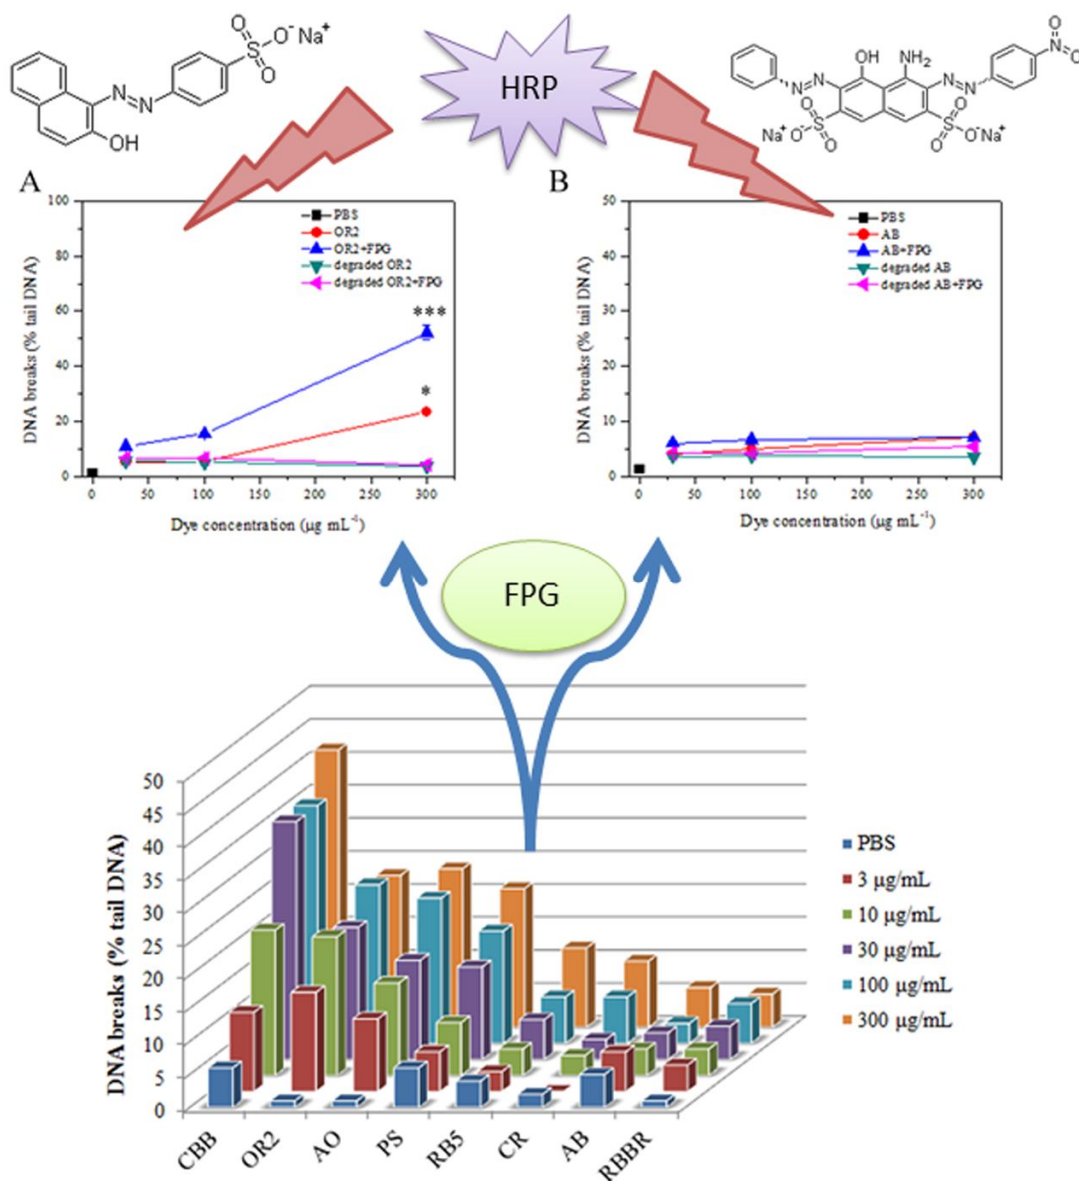 O
S
O
O
O⁻ Na⁺
N
N
OH
HRP
O
N
O
OH
NH₂
N
N
N
N
O
O
Na⁺
⁻O
S
S
O⁻
Na⁺
O
O
O
O
A
B
100
80
60
40
20
0
DNA breaks (% tail DNA)
PBS
OR2
OR2+FPG
degraded OR2
degraded OR2+FPG
***
*
0 50 100 150 200 250 300
Dye concentration (µg mL⁻¹)
50
40
30
20
10
0
DNA breaks (% tail DNA)
PBS
AB
AB+FPG
degraded AB
degraded AB+FPG
0 50 100 150 200 250 300
Dye concentration (µg mL⁻¹)
FPG
50
45
40
35
30
25
20
15
10
5
0
DNA breaks (% tail DNA)
CBB
OR2
AO
PS
RB5
CR
AB
RBBR
PBS
3 µg/mL
10 µg/mL
30 µg/mL
100 µg/mL
300 µg/mL